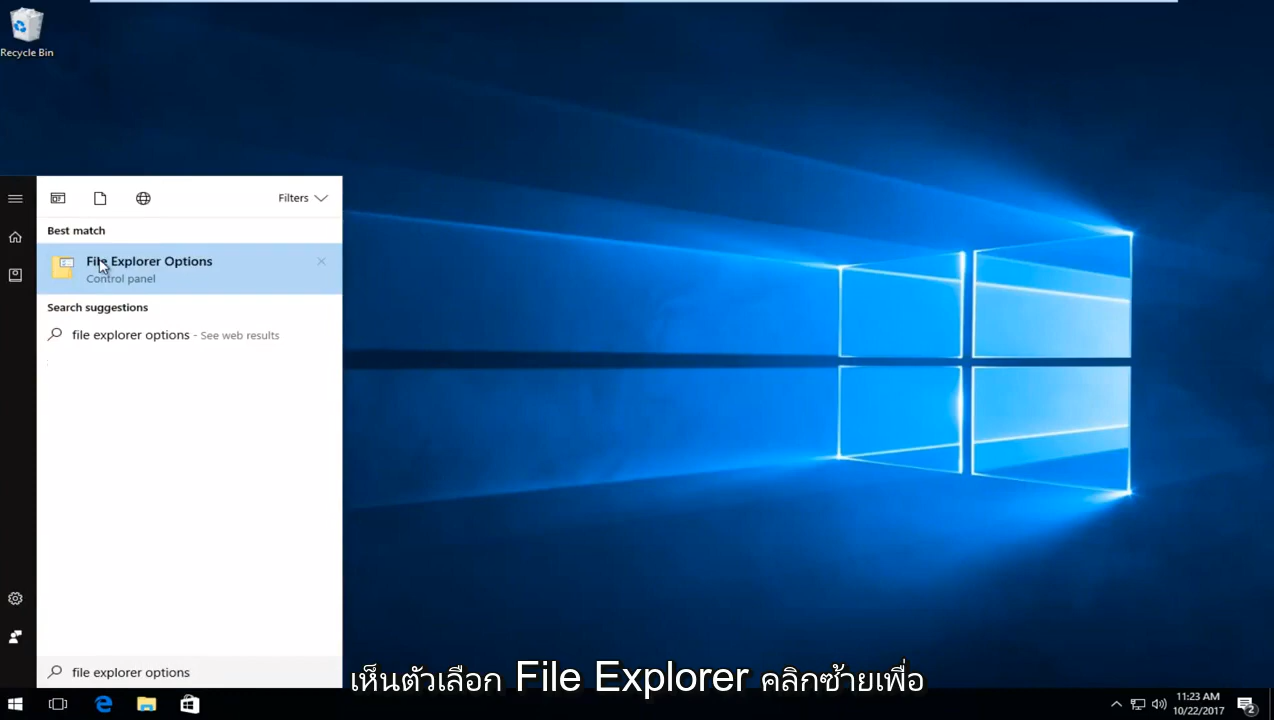 Recycle Bin
Filters
Best match
File Explorer Options
Control panel
Search suggestions
file explorer options - See web results
file explorer options
เห็นตัวเลือก File Explorer คลิกซ้ายเพื่อ
11:23 AM
10/22/2017
2